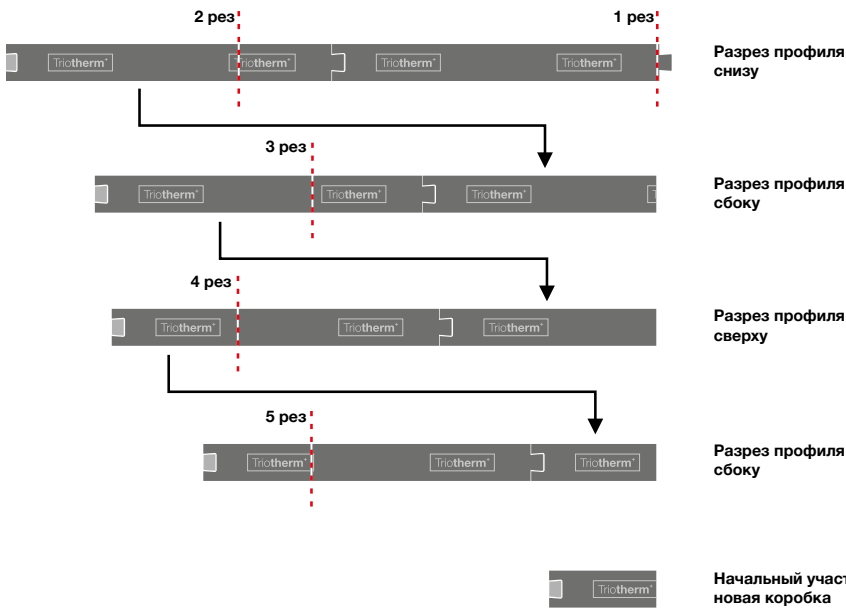 2 рез
1 рез
Triotherm+
Triotherm+
Triotherm+
Triotherm+
Разрез профиля
снизу
3 рез
Triotherm+
Triotherm+
Triotherm+
T
Разрез профиля
сбоку
4 рез
Triotherm+
Triotherm+
Triotherm+
Разрез профиля
сверху
5 рез
Triotherm+
Triotherm+
Triotherm+
Разрез профиля
сбоку
Triotherm+
Начальный участ
новая коробка